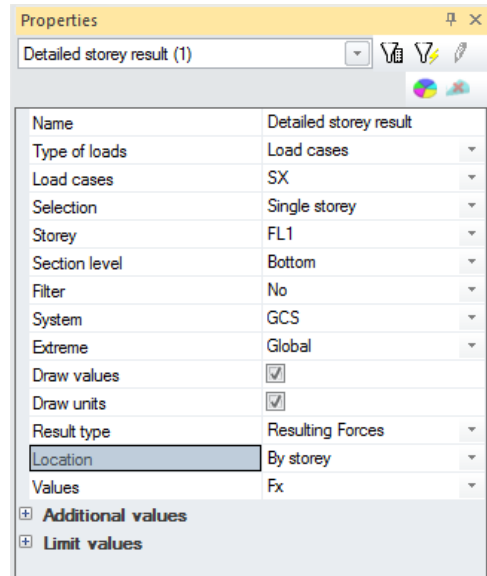 Properties
Detailed storey result (1)
Name Detailed storey result
Type of loads Load cases
Load cases SX
Selection Single storey
Storey FL1
Section level Bottom
Filter No
System GCS
Extreme Global
Draw values
Draw units
Result type Resulting Forces
Location By storey
Values Fx
Additional values
Limit values